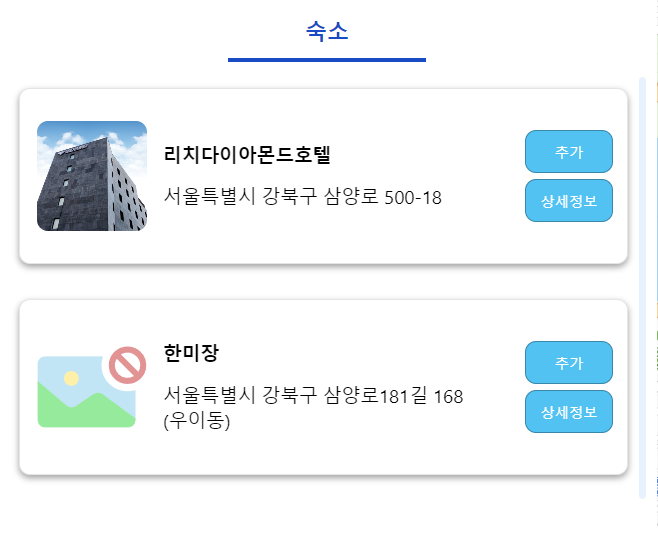 숙소
리치다이아몬드호텔
서울특별시 강북구 삼양로 500-18
추가
상세정보
한미장
서울특별시 강북구 삼양로181길 168
(우이동)
추가
상세정보